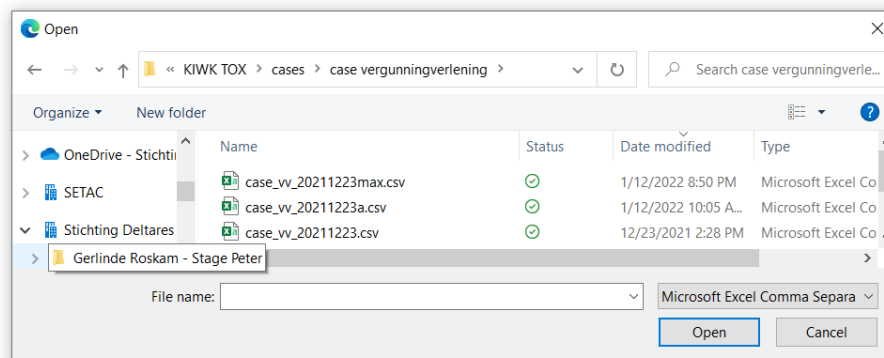 Open
« KIWK TOX > cases > case vergunningverlening >
Search case vergunningverle...
Organize
New folder
?
Name Status Date modified Type
OneDrive - Stichti
case_vv_20211223max.csv 1/12/2022 8:50 PM Microsoft Excel Co
SETAC
case_vv_20211223a.csv 1/12/2022 10:05 A... Microsoft Excel Co
Stichting Deltares
case_vv_20211223.csv 12/23/2021 2:28 PM Microsoft Excel Co
Gerlinde Roskam - Stage Peter
File name:
Microsoft Excel Comma Separa
Open
Cancel